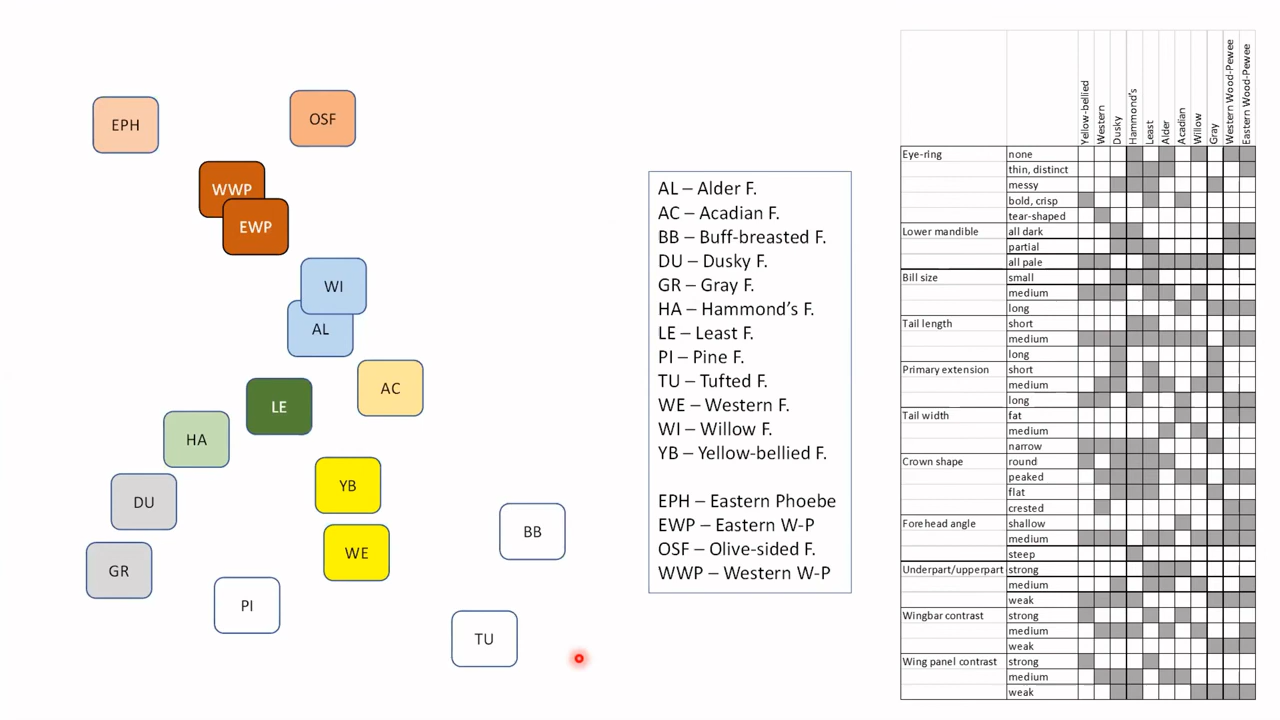 EPH
OSF
WWP
EWP
WI
AL
AC
LE
HA
YB
DU
BB
WE
GR
PI
TU
AL – Alder F.
AC – Acadian F.
BB – Buff-breasted F.
DU – Dusky F.
GR – Gray F.
HA – Hammond's F.
LE – Least F.
PI – Pine F.
TU – Tufted F.
WE – Western F.
WI – Willow F.
YB – Yellow-bellied F.
EPH – Eastern Phoebe
EWP – Eastern W-P
OSF – Olive-sided F.
WWP – Western W-P
Yellow-bellied
Western
Dusky
Hammond's
Least
Alder
Acadian
Willow
Gray
Western Wood-Pewee
Eastern Wood-Pewee
Eye-ring none
thin, distinct
messy
bold, crisp
tear-shaped
Lower mandible all dark
partial
all pale
Bill size small
medium
long
Tail length short
medium
long
Primary extension short
medium
long
Tail width fat
medium
narrow
Crown shape round
peaked
flat
crested
Forehead angle shallow
medium
steep
Underpart/upperpart strong
medium
weak
Wingbar contrast strong
medium
weak
Wing panel contrast strong
medium
weak